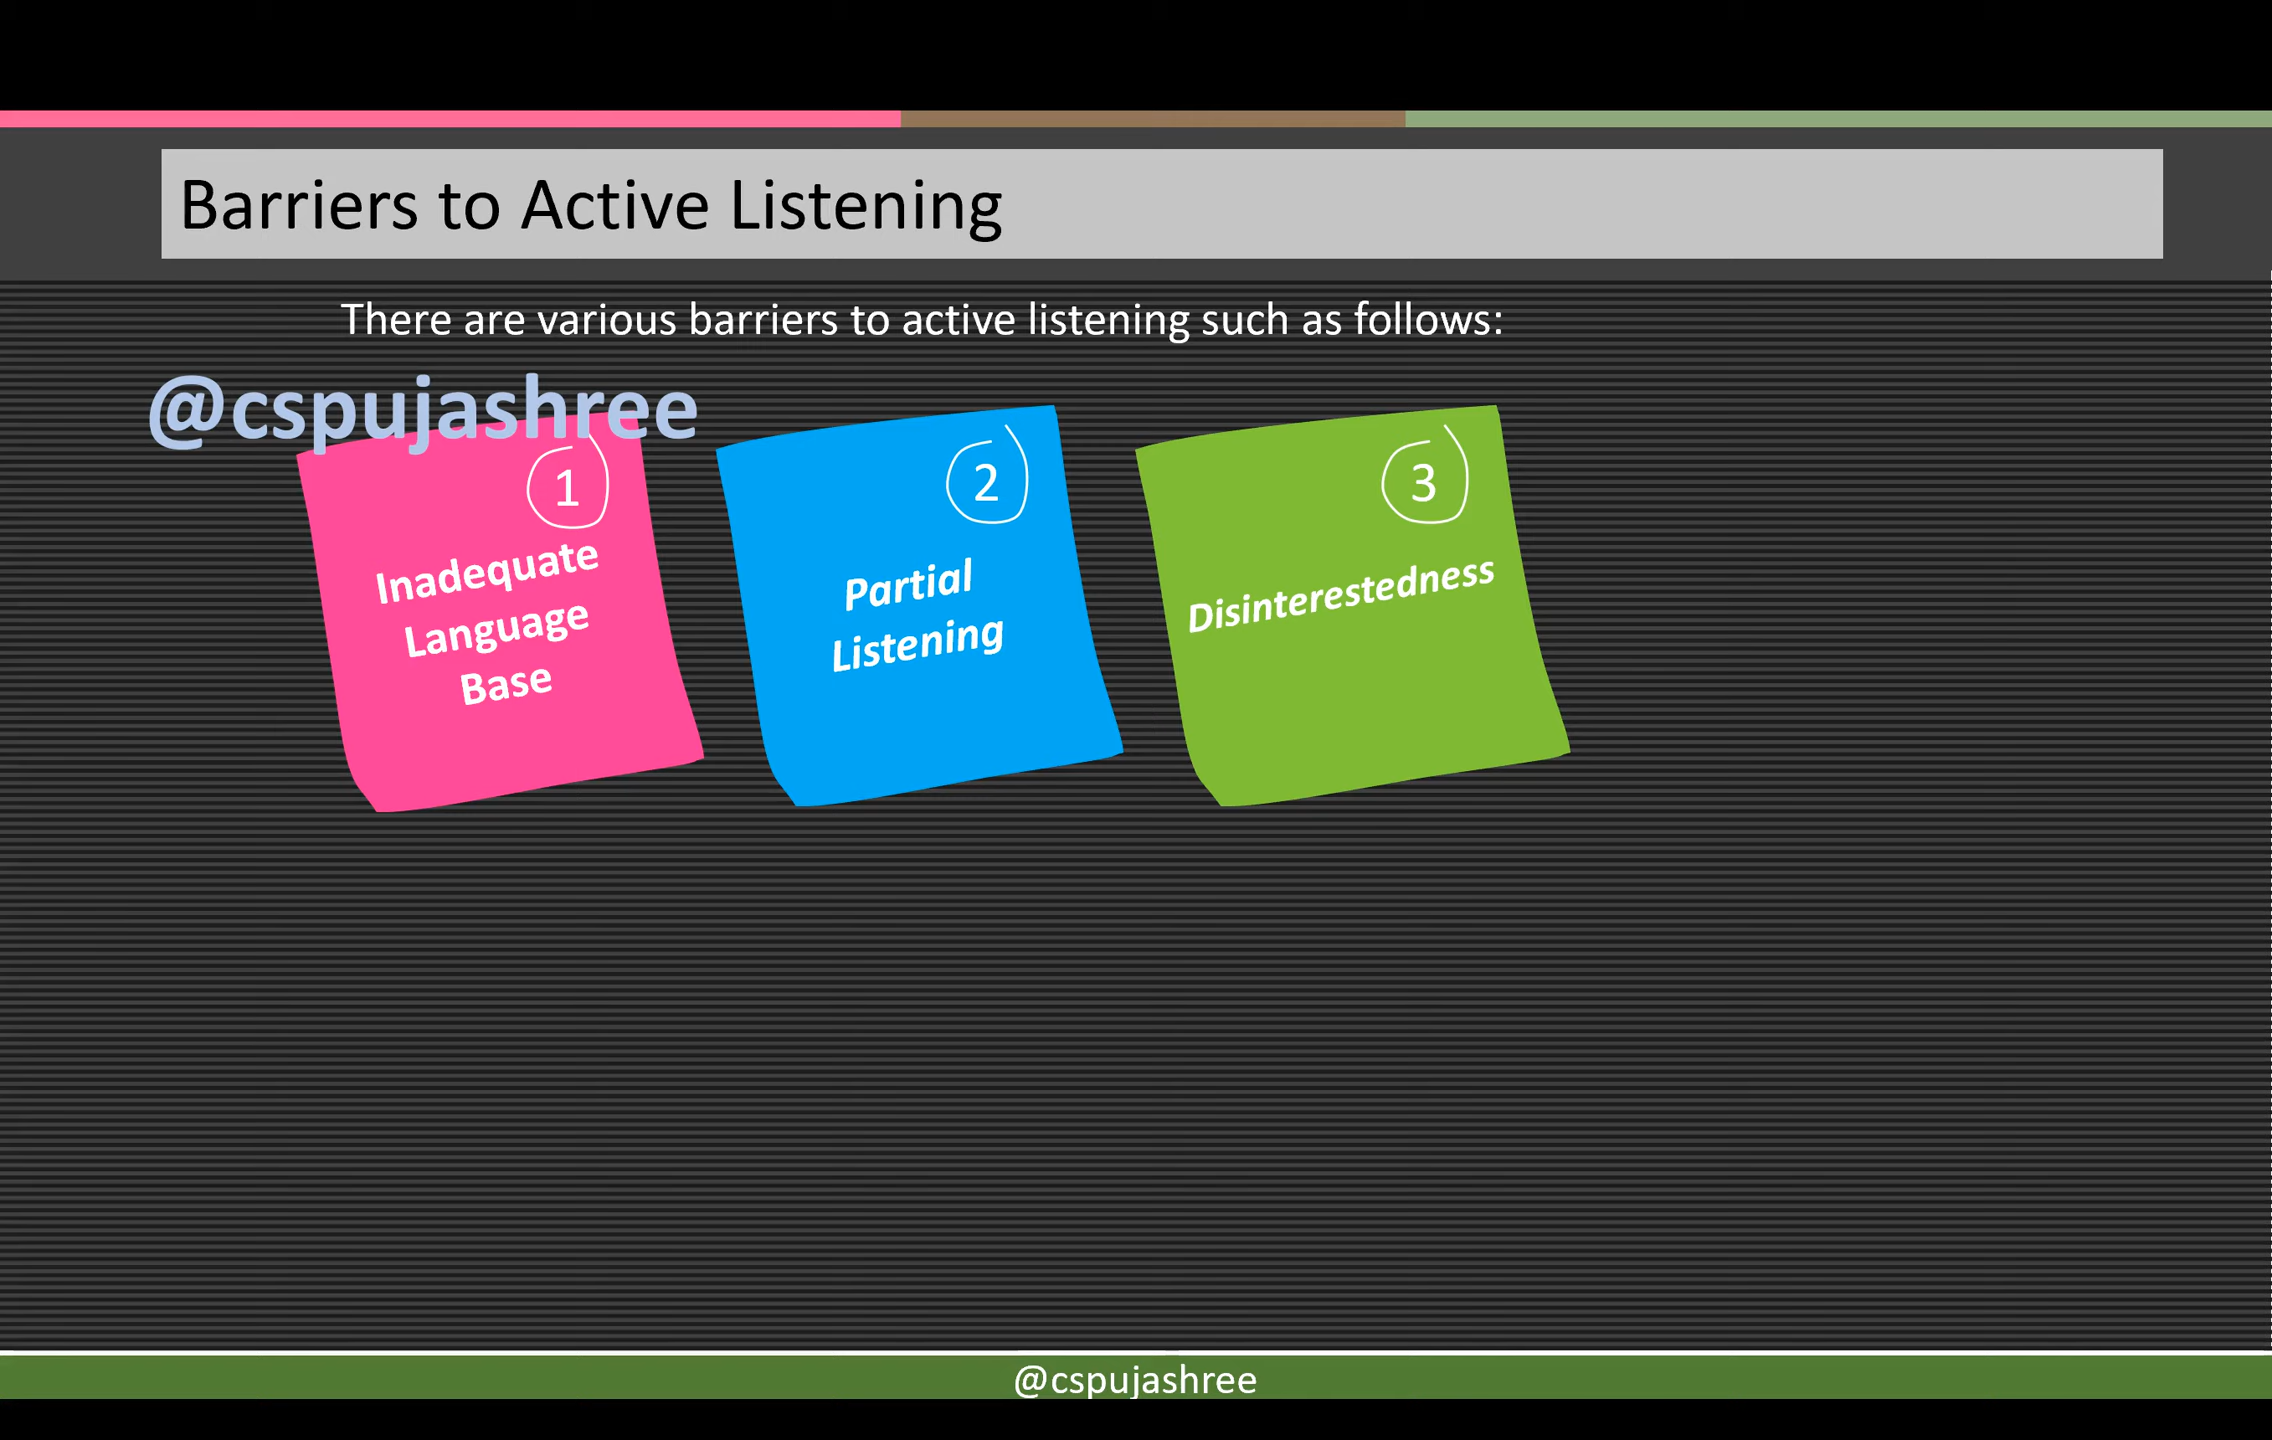 Barriers to Active Listening
There are various barriers to active listening such as follows:
@cspujashree
1
Inadequate
Language
Base
2
Partial
Listening
3
Disinterestedness
@cspujashree